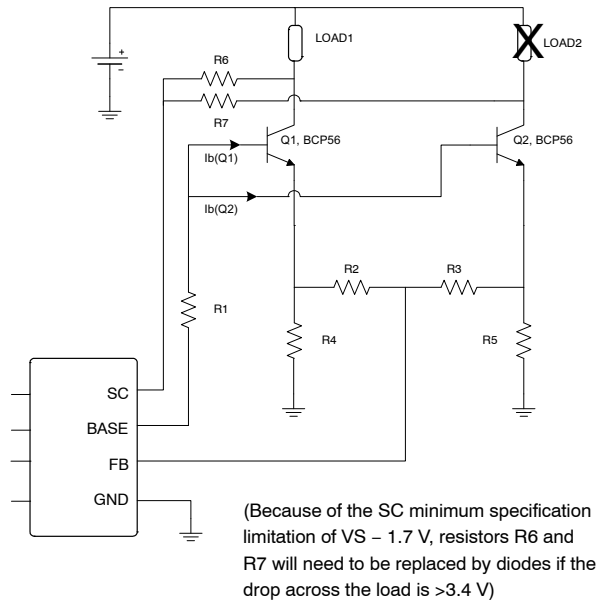 LOAD1
LOAD2
+
−
R6
R7
Q1, BCP56
Q2, BCP56
Ib(Q1)
Ib(Q2)
R2
R3
R1
R4
R5
SC
BASE
FB
GND
(Because of the SC minimum specification
limitation of VS − 1.7 V, resistors R6 and
R7 will need to be replaced by diodes if the
drop across the load is >3.4 V)